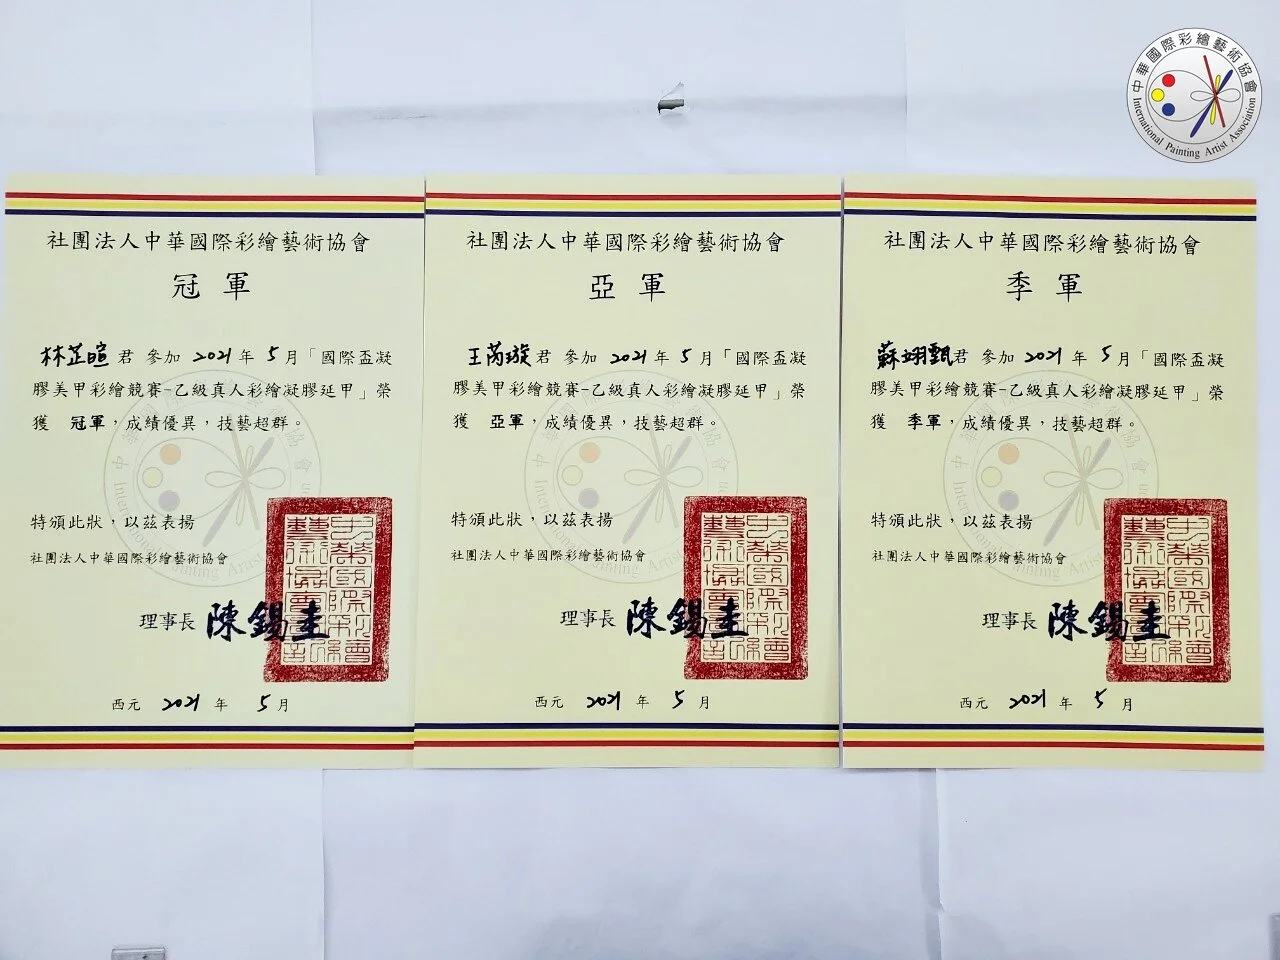 中華國際彩繪藝術協會
International Painting Artist Association
社團法人中華國際彩繪藝術協會
冠軍
林芷暄君 參加 2021 年 5 月「國際盃凝
膠美甲彩繪競賽-乙級真人彩繪凝膠延甲」榮
獲 冠軍,成績優異,技藝超群。
特頒此狀,以茲表揚
社團法人中華國際彩繪藝術協會
理事長 陳錫圭
西元 2021 年 5 月
社團法人中華國際彩繪藝術協會
亞軍
王芮璇君 參加 2021 年 5 月「國際盃凝
膠美甲彩繪競賽-乙級真人彩繪凝膠延甲」榮
獲 亞軍,成績優異,技藝超群。
特頒此狀,以茲表揚
社團法人中華國際彩繪藝術協會
理事長 陳錫圭
西元 2021 年 5 月
社團法人中華國際彩繪藝術協會
季軍
蘇翊甄君 參加 2021 年 5 月「國際盃凝
膠美甲彩繪競賽-乙級真人彩繪凝膠延甲」榮
獲 季軍,成績優異,技藝超群。
特頒此狀,以茲表揚
社團法人中華國際彩繪藝術協會
理事長 陳錫圭
西元 2021 年 5 月